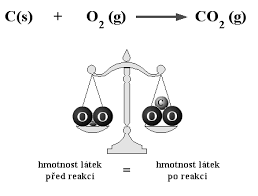 C(s) + O₂ (g) ⟶ CO₂ (g)
C
O O O O
hmotnost látek = hmotnost látek
před reakcí po reakci